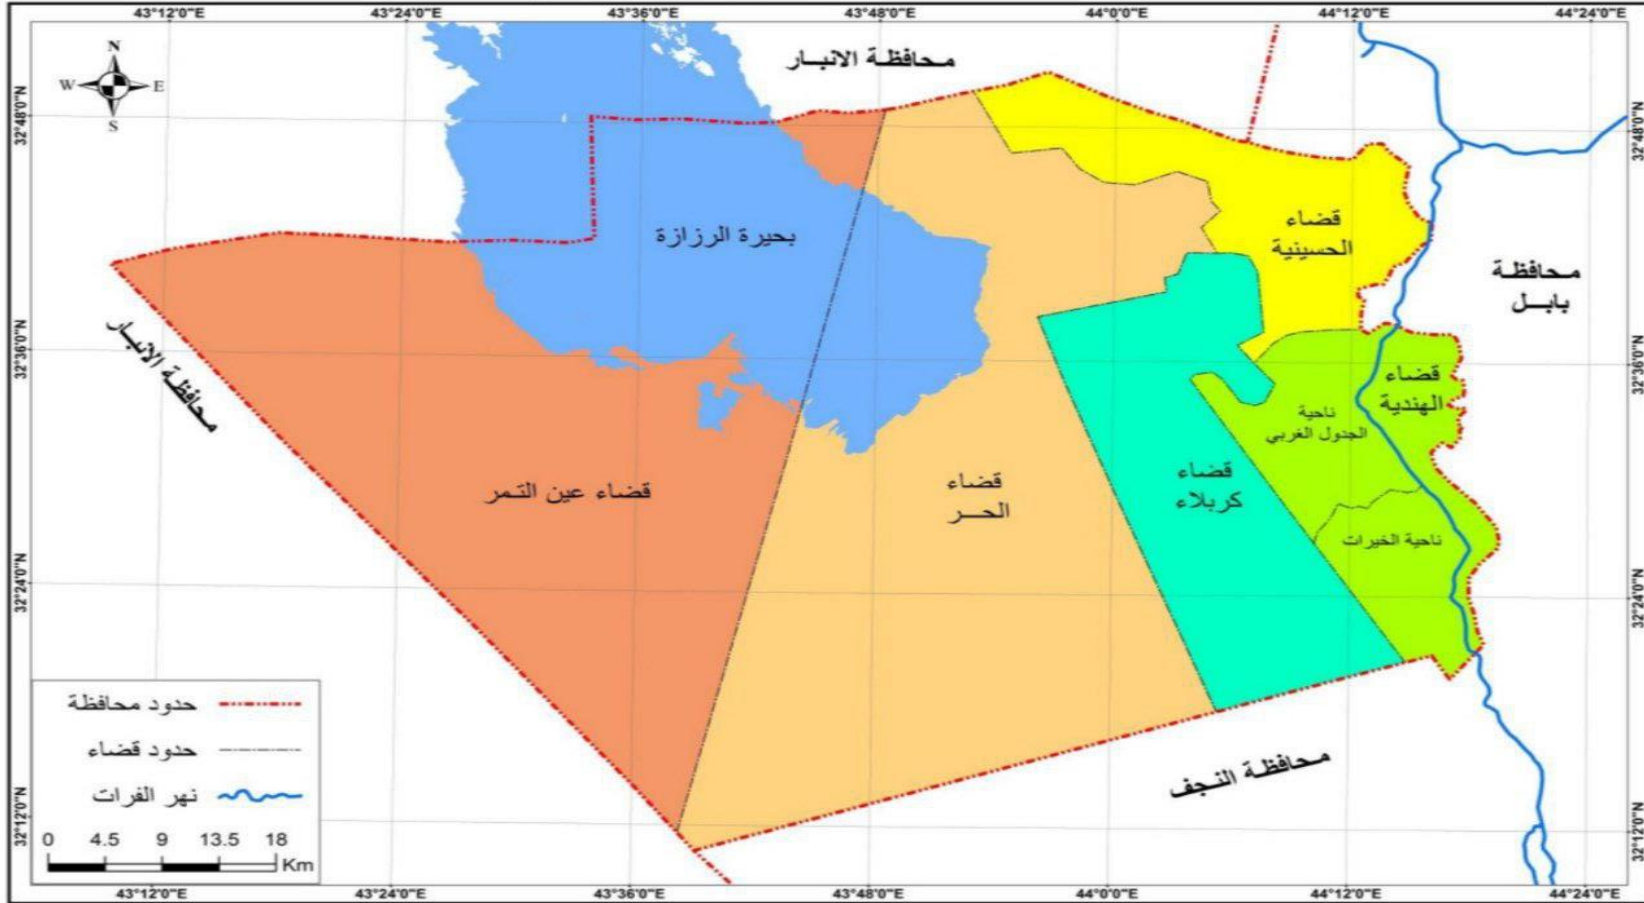 43°12'0"E 43°24'0"E 43°36'0"E 43°48'0"E 44°0'0"E 44°12'0"E 44°24'0"E
N
W E
S
محافظة الانبار
32°48'0"N 32°48'0"N
قضاء
الحسينية
بحيرة الرزازة
محافظة
بابل
محافظة الانبار
32°36'0"N 32°36'0"N
قضاء
الهندية
ناحية
الجدول الغربي
قضاء
كربلاء
قضاء
الحر
قضاء عين التمر
ناحية الخيرات
32°24'0"N 32°24'0"N
محافظة النجف
حدود محافظة
حدود قضاء
نهر الفرات
32°12'0"N 32°12'0"N
0 4.5 9 13.5 18
Km
43°12'0"E 43°24'0"E 43°36'0"E 43°48'0"E 44°0'0"E 44°12'0"E 44°24'0"E